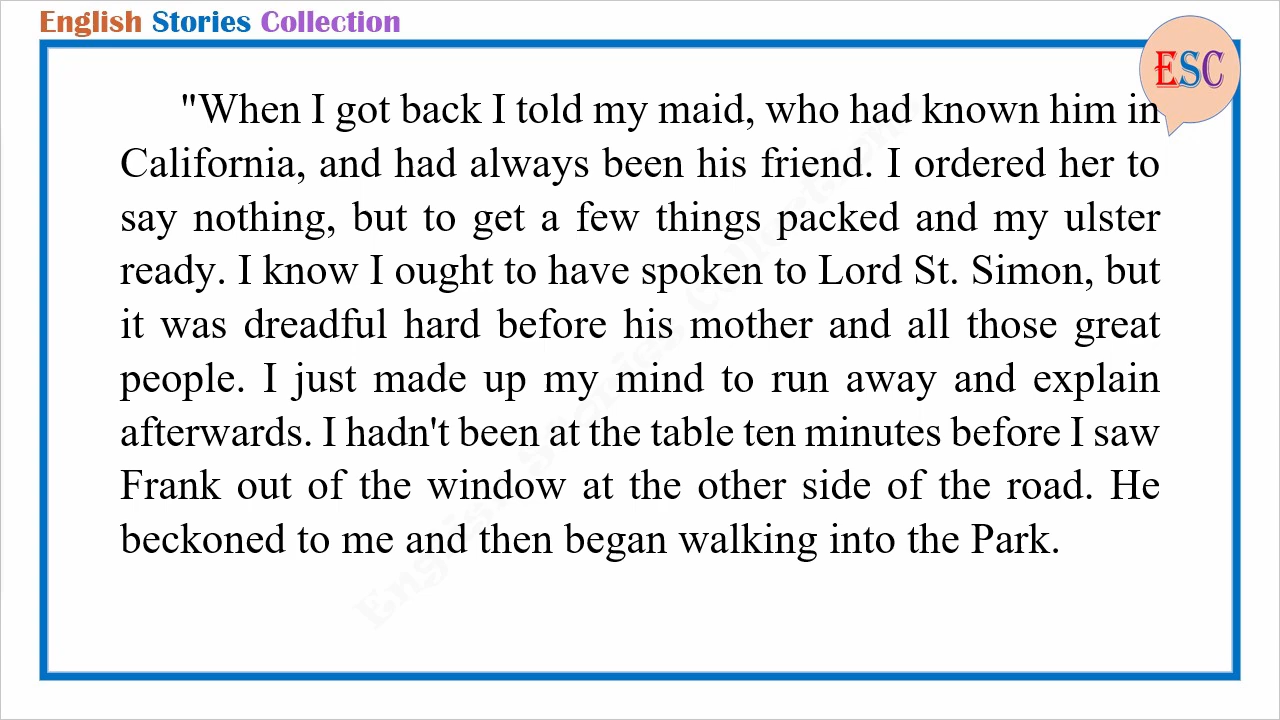 English Stories Collection
ESC
"When I got back I told my maid, who had known him in
California, and had always been his friend. I ordered her to
say nothing, but to get a few things packed and my ulster
ready. I know I ought to have spoken to Lord St. Simon, but
it was dreadful hard before his mother and all those great
people. I just made up my mind to run away and explain
afterwards. I hadn't been at the table ten minutes before I saw
Frank out of the window at the other side of the road. He
beckoned to me and then began walking into the Park.
English Stories Collection